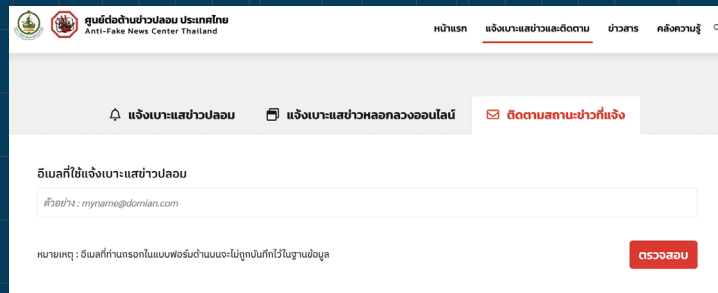 ศูนย์ต่อต้านข่าวปลอม ประเทศไทย
Anti-Fake News Center Thailand
หน้าแรก แจ้งเบาะแสข่าวและติดตาม ข่าวสาร คลังความรู้
แจ้งเบาะแสข่าวปลอม แจ้งเบาะแสข่าวหลอกลวงออนไลน์ ติดตามสถานะข่าวที่แจ้ง
อีเมลที่ใช้แจ้งเบาะแสข่าวปลอม
ตัวอย่าง : myname@domian.com
หมายเหตุ : อีเมลที่ท่านกรอกในแบบฟอร์มด้านบนจะไม่ถูกบันทึกไว้ในฐานข้อมูล
ตรวจสอบ